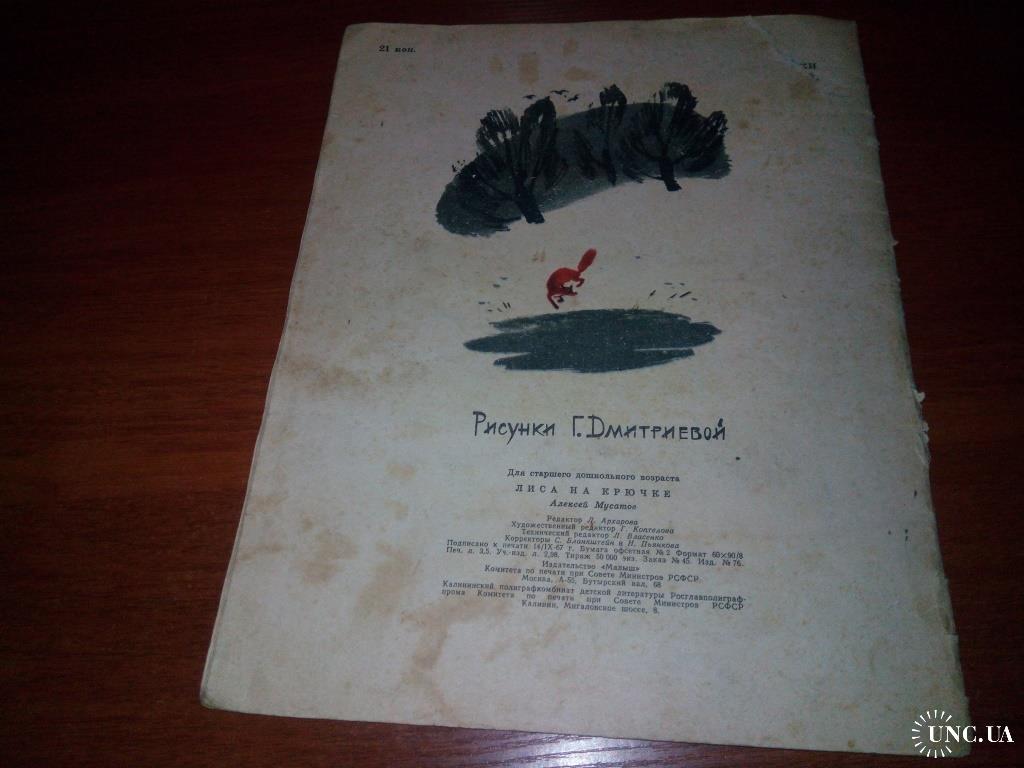 21 коп.
ки
Рисунки Г. Дмитриевой
Для старшего дошкольного возраста
ЛИСА НА КРЮЧКЕ
Алексей Мусатов
Редактор Л. Архарова
Художественный редактор Г. Коптелова
Технический редактор Л. Власенко
Корректоры С. Бланкштейн и Н. Пьянкова
Подписано к печати 14/IX-67 г. Бумага офсетная № 2 Формат 60×90/8
Печ. л. 3,5. Уч.-изд. л. 2,98. Тираж 50 000 экз. Заказ № 45. Изд. № 76.
Издательство «Малыш»
Комитета по печати при Совете Министров РСФСР.
Москва, А-55, Бутырский вал, 68
Калининский полиграфкомбинат детской литературы Росглавполиграф-
прома Комитета по печати при Совете Министров РСФСР
Калинин, Мигаловское шоссе, 8.
UNC.UA